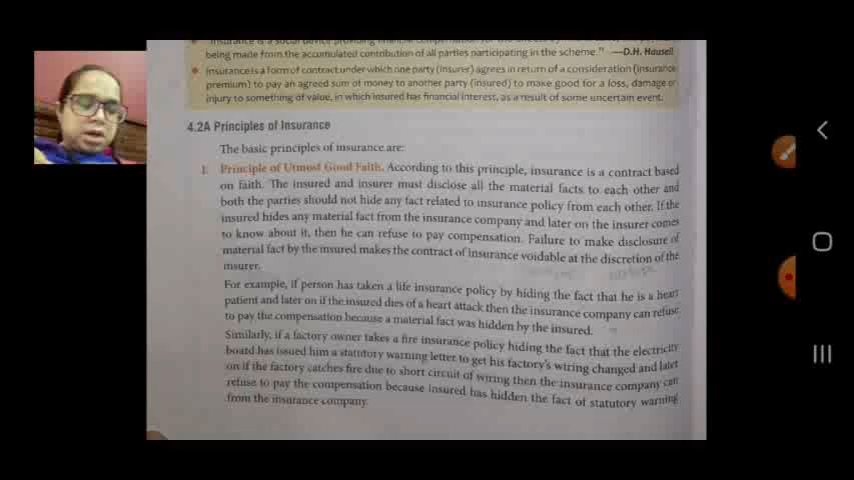 being made from the accumulated contribution of all parties participating in the scheme." —D.H. Hausell
Insurance is a form of contract under which one party (insurer) agrees in return of a consideration (insurance
premium) to pay an agreed sum of money to another party (insured) to make good for a loss, damage or
injury to something of value, in which insured has financial interest, as a result of some uncertain event.
4.2A Principles of Insurance
The basic principles of insurance are:
1. Principle of Utmost Good Faith. According to this principle, insurance is a contract based
on faith. The insured and insurer must disclose all the material facts to each other and
both the parties should not hide any fact related to insurance policy from each other. If the
insured hides any material fact from the insurance company and later on the insurer comes
to know about it, then he can refuse to pay compensation. Failure to make disclosure of
material fact by the insured makes the contract of insurance voidable at the discretion of the
insurer.
For example, if person has taken a life insurance policy by hiding the fact that he is a heart
patient and later on if the insured dies of a heart attack then the insurance company can refuse
to pay the compensation because a material fact was hidden by the insured.
Similarly, if a factory owner takes a fire insurance policy hiding the fact that the electricity
board has issued him a statutory warning letter to get his factory's wiring changed and later
on if the factory catches fire due to short circuit of wiring then the insurance company can
refuse to pay the compensation because insured has hidden the fact of statutory warning
from the insurance company.